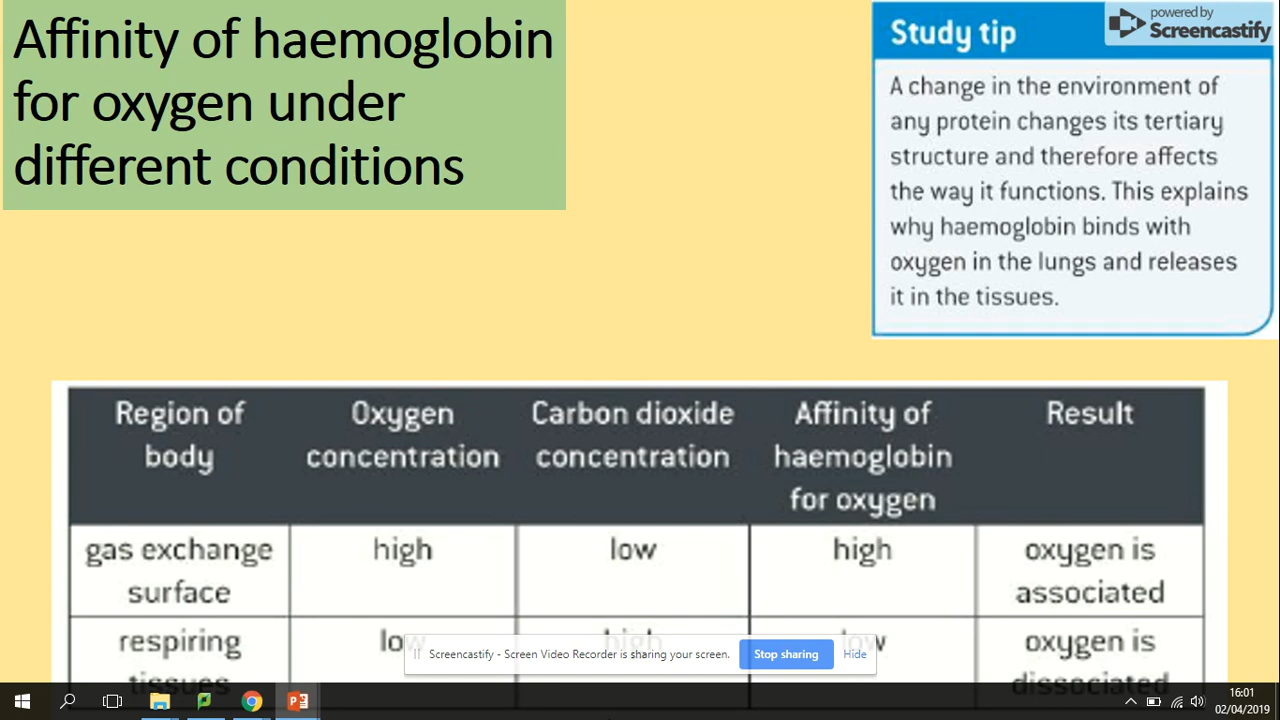 Affinity of haemoglobin
for oxygen under
different conditions
powered by
Screencastify
Study tip
A change in the environment of
any protein changes its tertiary
structure and therefore affects
the way it functions. This explains
why haemoglobin binds with
oxygen in the lungs and releases
it in the tissues.
Region of body Oxygen concentration Carbon dioxide concentration Affinity of haemoglobin for oxygen Result
gas exchange surface high low high oxygen is associated
respiring tissues low high low oxygen is dissociated
Screencastify - Screen Video Recorder is sharing your screen. Stop sharing Hide
16:01
02/04/2019